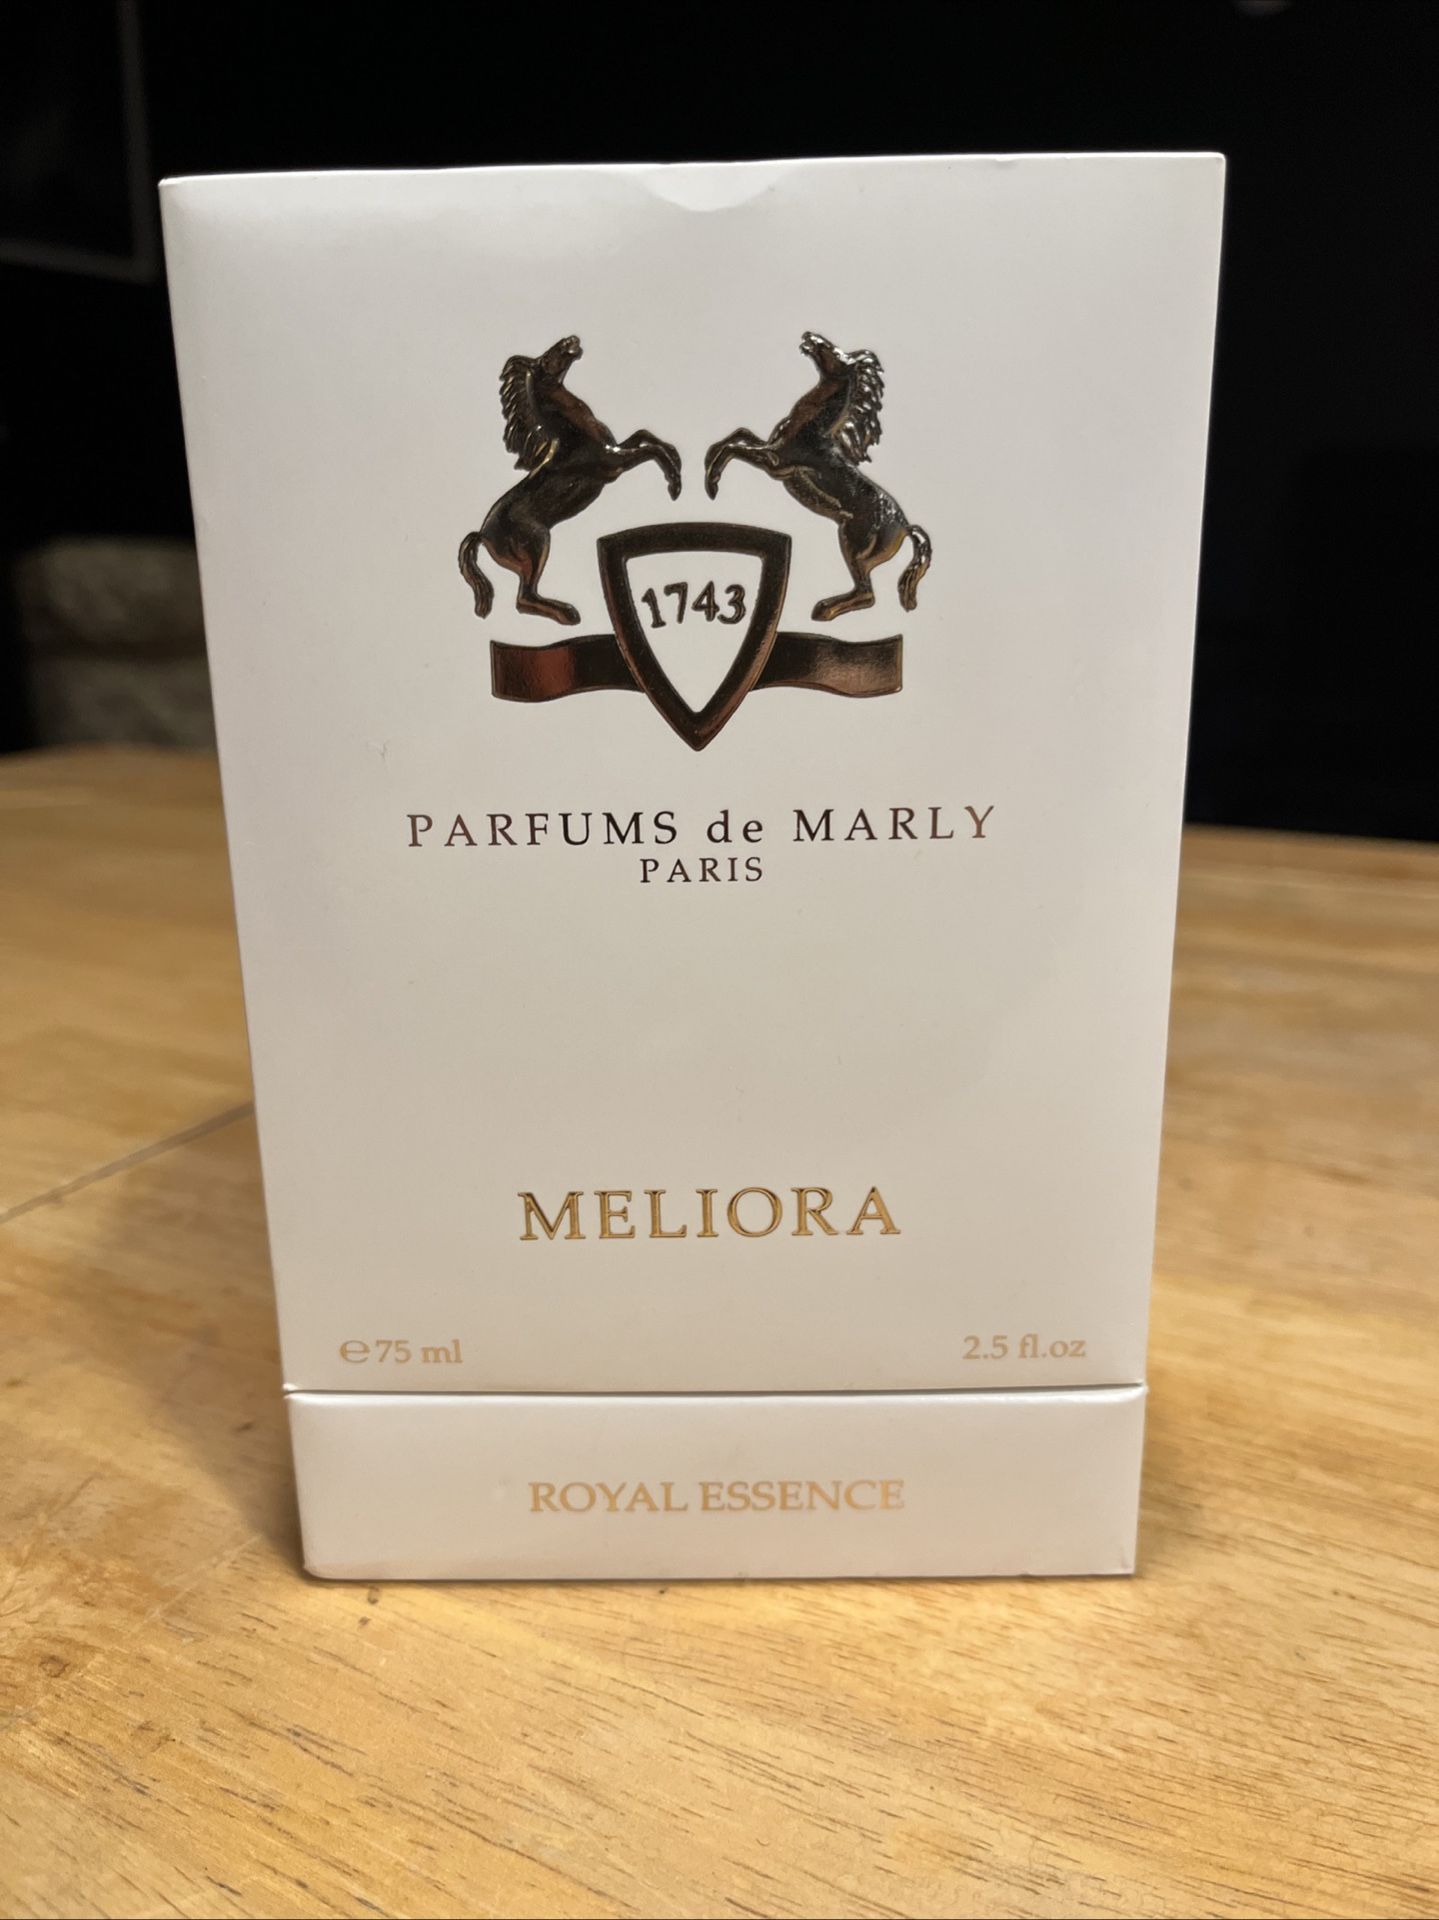 1743
PARFUMS de MARLY
PARIS
MELIORA
℮75 ml
2.5 fl.oz
ROYAL ESSENCE